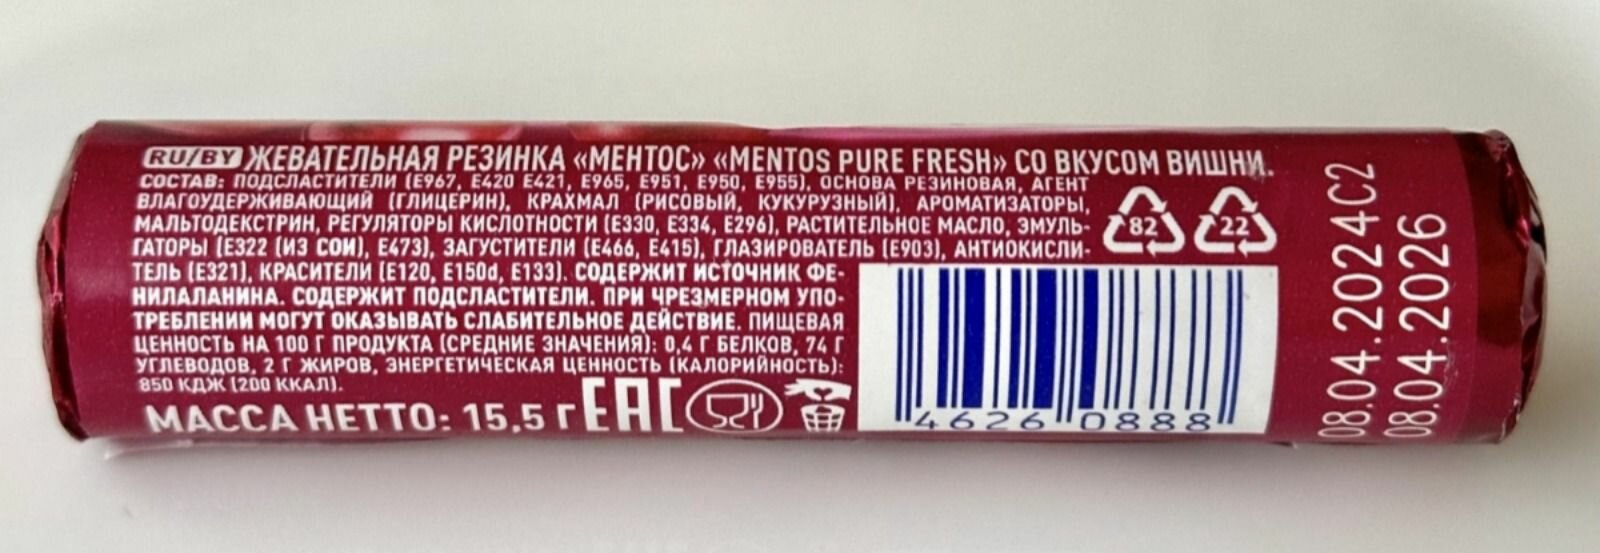 RU/BY ЖЕВАТЕЛЬНАЯ РЕЗИНКА «МЕНТОС» «MENTOS PURE FRESH» СО ВКУСОМ ВИШНИ.
СОСТАВ: ПОДСЛАСТИТЕЛИ (Е967, Е420 Е421, Е965, Е951, Е950, Е955), ОСНОВА РЕЗИНОВАЯ, АГЕНТ
ВЛАГОУДЕРЖИВАЮЩИЙ (ГЛИЦЕРИН), КРАХМАЛ (РИСОВЫЙ, КУКУРУЗНЫЙ), АРОМАТИЗАТОРЫ,
МАЛЬТОДЕКСТРИН, РЕГУЛЯТОРЫ КИСЛОТНОСТИ (Е330, Е334, Е296), РАСТИТЕЛЬНОЕ МАСЛО, ЭМУЛЬ-
ГАТОРЫ (Е322 (ИЗ СОИ), Е473), ЗАГУСТИТЕЛИ (Е466, Е415), ГЛАЗИРОВАТЕЛЬ (Е903), АНТИОКИСЛИ-
ТЕЛЬ (Е321), КРАСИТЕЛИ (Е120, Е150d, Е133). СОДЕРЖИТ ИСТОЧНИК ФЕ-
НИЛАЛАНИНА. СОДЕРЖИТ ПОДСЛАСТИТЕЛИ. ПРИ ЧРЕЗМЕРНОМ УПО-
ТРЕБЛЕНИИ МОГУТ ОКАЗЫВАТЬ СЛАБИТЕЛЬНОЕ ДЕЙСТВИЕ. ПИЩЕВАЯ
ЦЕННОСТЬ НА 100 Г ПРОДУКТА (СРЕДНИЕ ЗНАЧЕНИЯ): 0,4 Г БЕЛКОВ, 74 Г
УГЛЕВОДОВ, 2 Г ЖИРОВ, ЭНЕРГЕТИЧЕСКАЯ ЦЕННОСТЬ (КАЛОРИЙНОСТЬ):
850 КДЖ (200 ККАЛ).
МАССА НЕТТО: 15,5 Г EAC
82 22
4626 0888
08.04.2024C2
08.04.2026